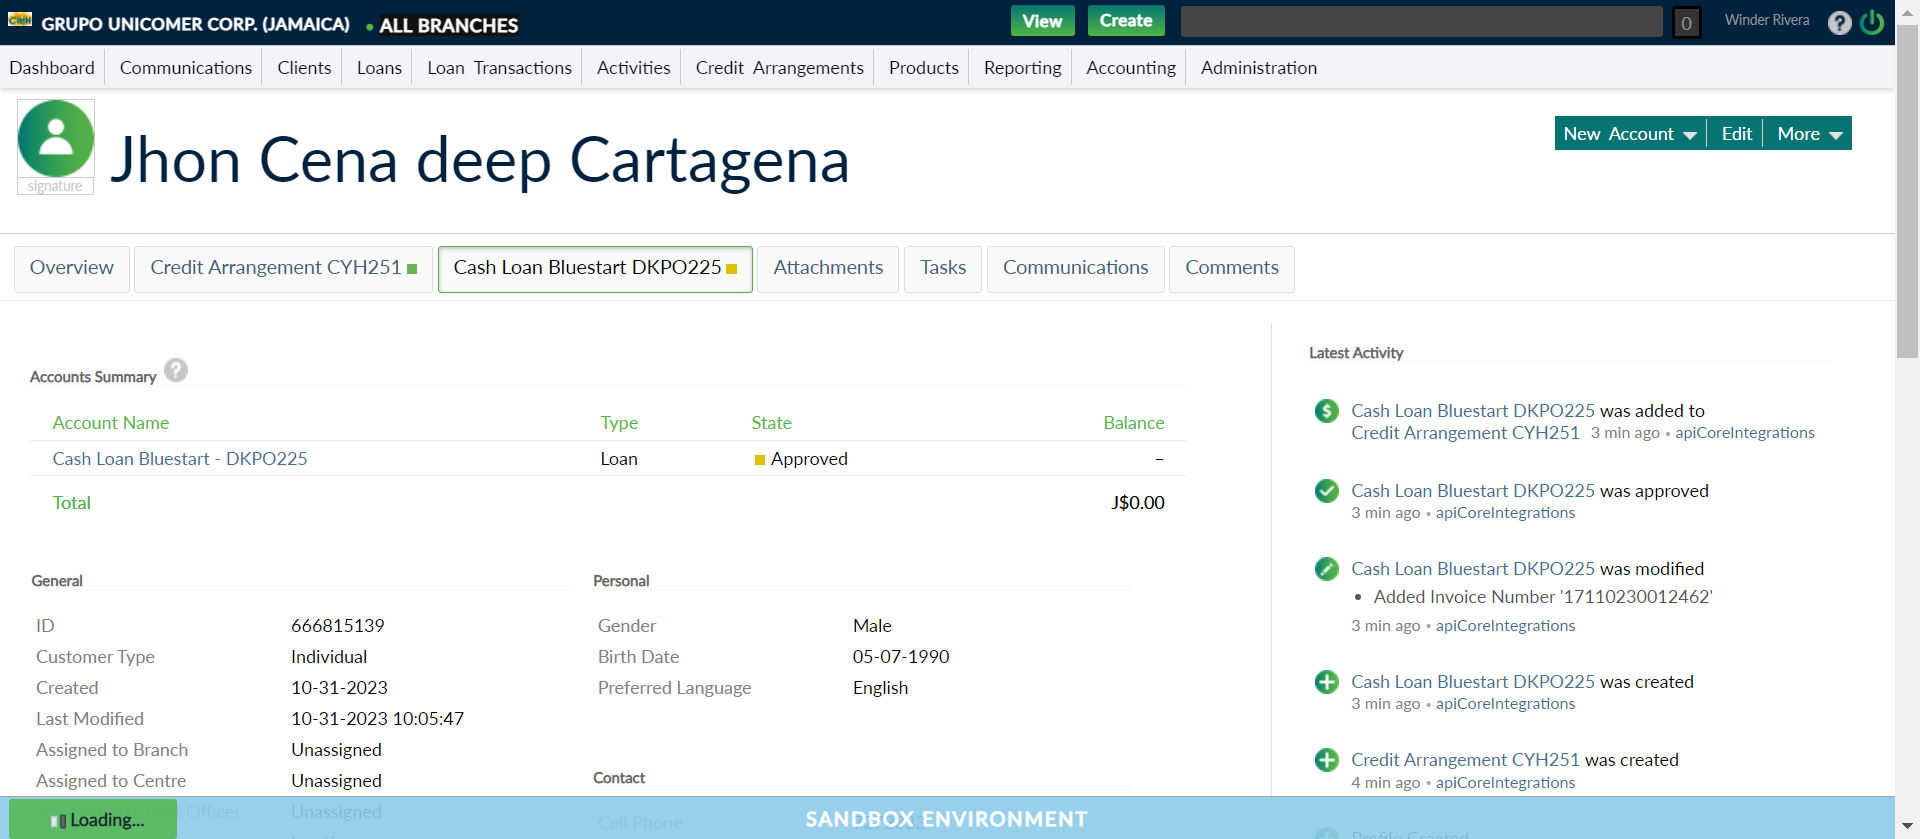 GRUPO UNICOMER CORP. (JAMAICA) • ALL BRANCHES
View
Create
0
Winder Rivera
?
Dashboard Communications Clients Loans Loan Transactions Activities Credit Arrangements Products Reporting Accounting Administration
signature
Jhon Cena deep Cartagena
New Account Edit More
Overview
Credit Arrangement CYH251
Cash Loan Bluestart DKPO225
Attachments
Tasks
Communications
Comments
Accounts Summary ?
Account Name Type State Balance
Cash Loan Bluestart - DKPO225 Loan Approved –
Total J$0.00
General
ID 666815139
Customer Type Individual
Created 10-31-2023
Last Modified 10-31-2023 10:05:47
Assigned to Branch Unassigned
Assigned to Centre Unassigned
Officer Unassigned
Personal
Gender Male
Birth Date 05-07-1990
Preferred Language English
Contact
Cell Phone
Latest Activity
Cash Loan Bluestart DKPO225 was added to
Credit Arrangement CYH251 3 min ago • apiCoreIntegrations
Cash Loan Bluestart DKPO225 was approved
3 min ago • apiCoreIntegrations
Cash Loan Bluestart DKPO225 was modified
• Added Invoice Number '17110230012462'
3 min ago • apiCoreIntegrations
Cash Loan Bluestart DKPO225 was created
3 min ago • apiCoreIntegrations
Credit Arrangement CYH251 was created
4 min ago • apiCoreIntegrations
Profile Created
Loading...
SANDBOX ENVIRONMENT